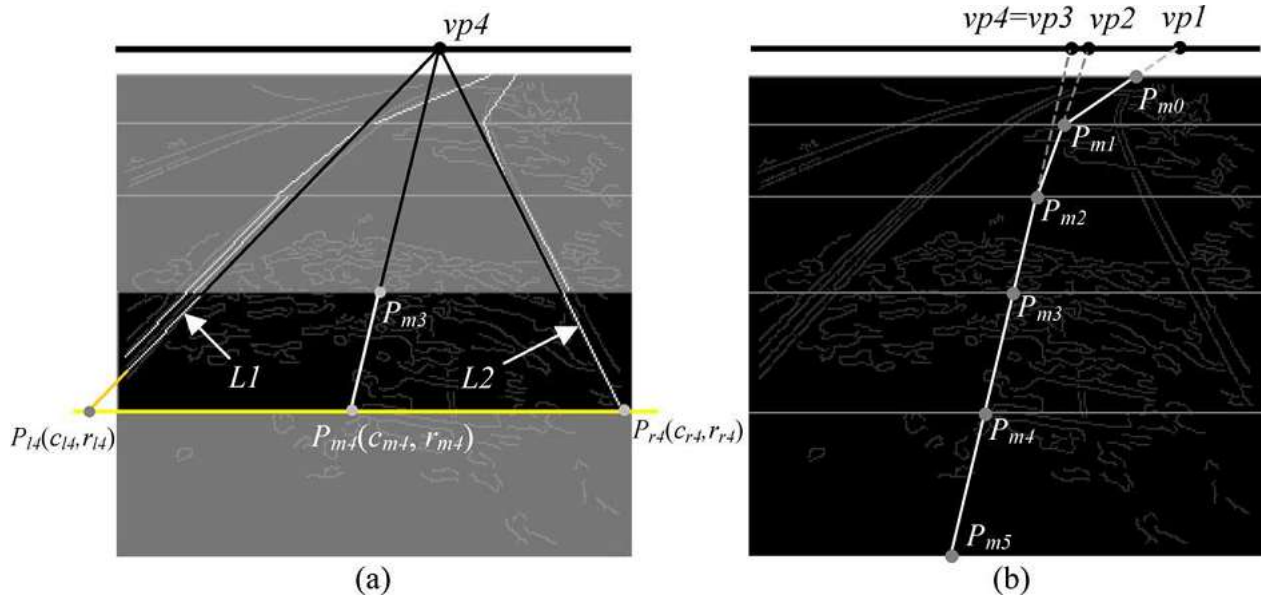 vp4
P_m3
L1
L2
P_l4(c_l4,r_l4)
P_m4(c_m4, r_m4)
P_r4(c_r4,r_r4)
(a)
vp4=vp3
vp2
vp1
P_m0
P_m1
P_m2
P_m3
P_m4
P_m5
(b)